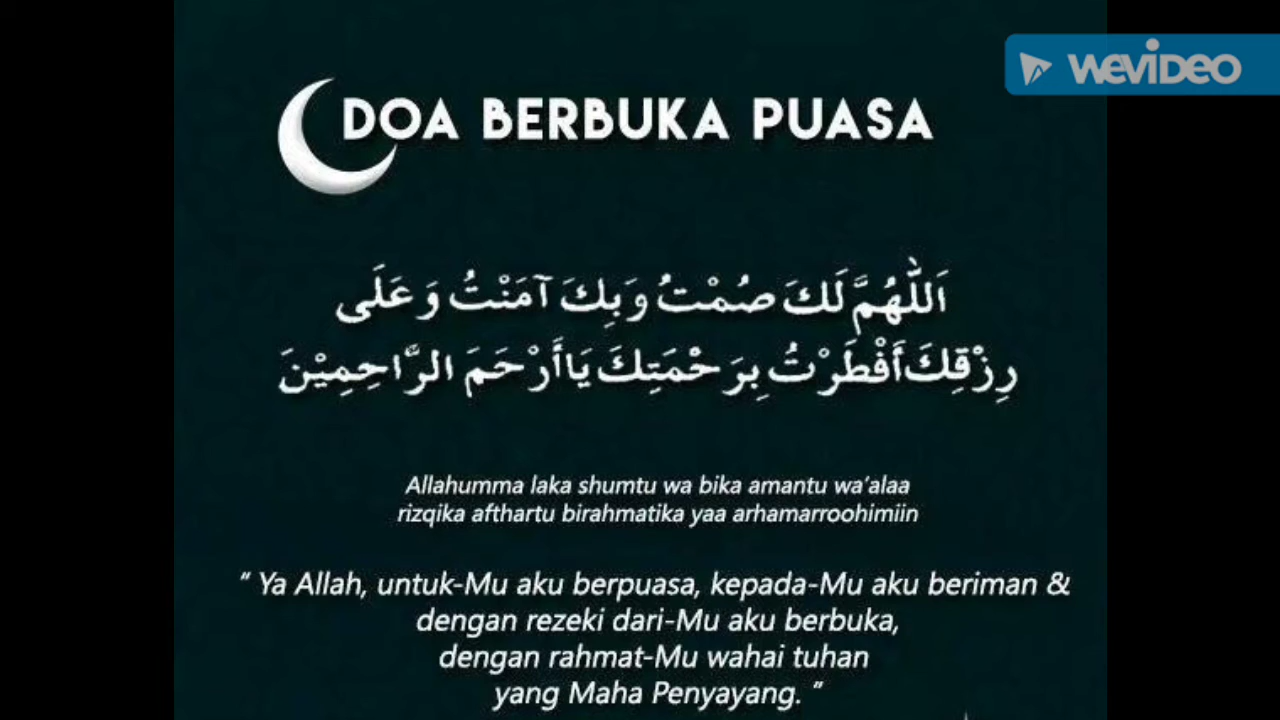 WEVIDEO
DOA BERBUKA PUASA
اَللّٰهُمَّ لَكَ صُمْتُ وَبِكَ آمَنْتُ وَعَلَى
رِزْقِكَ أَفْطَرْتُ بِرَحْمَتِكَ يَاأَرْحَمَ الرَّاحِمِيْنَ
Allahumma laka shumtu wa bika amantu wa'alaa
rizqika afthartu birahmatika yaa arhamarroohimiin
" Ya Allah, untuk-Mu aku berpuasa, kepada-Mu aku beriman &
dengan rezeki dari-Mu aku berbuka,
dengan rahmat-Mu wahai tuhan
yang Maha Penyayang. "